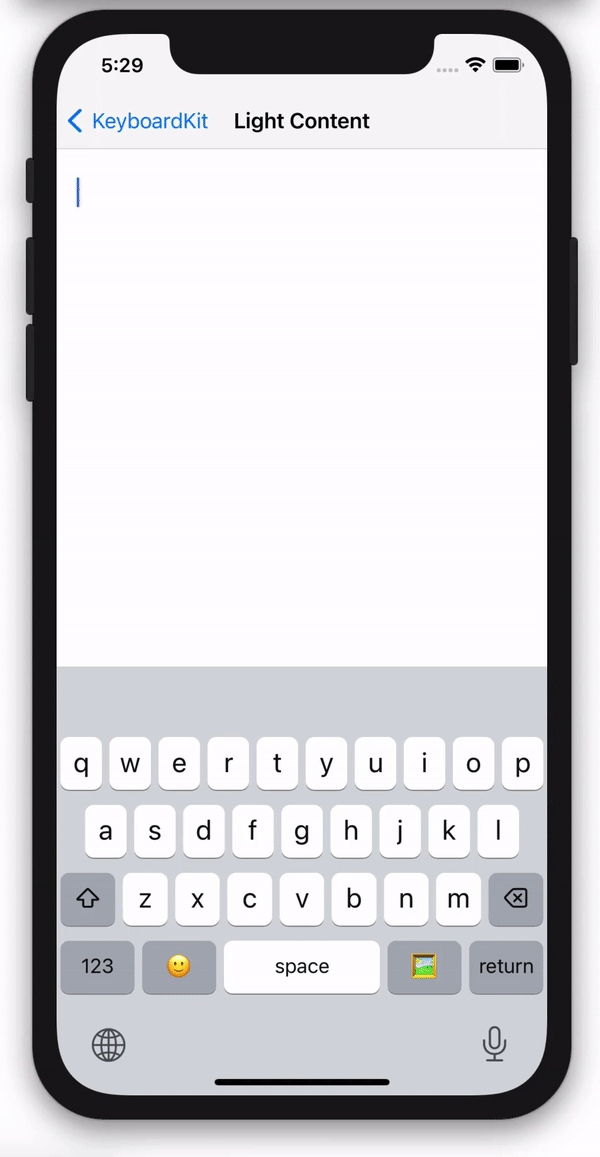 5:29
KeyboardKit Light Content
q w e r t y u i o p
a s d f g h j k l
z x c v b n m
123 space return